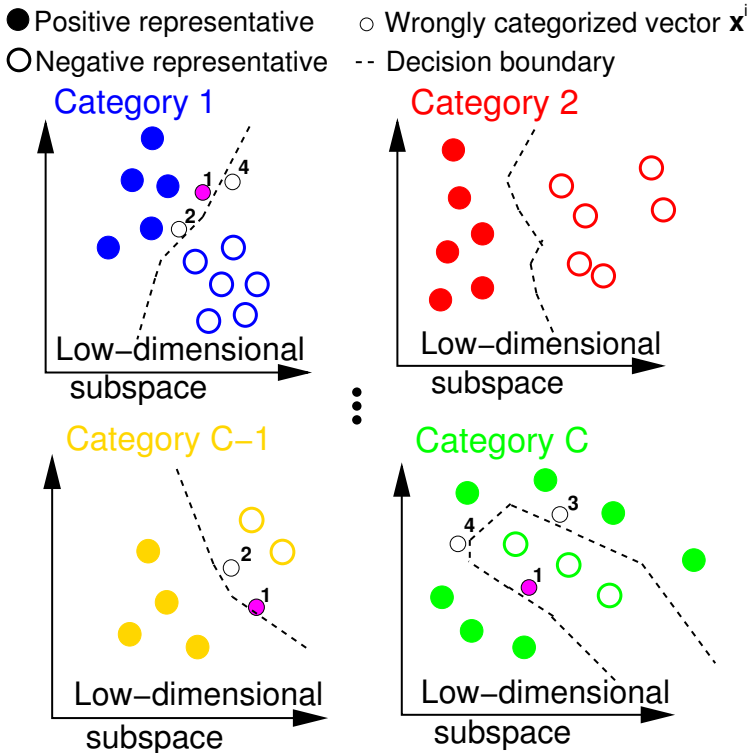 Positive representative
Wrongly categorized vector x^i
Negative representative
Decision boundary
Category 1
Category 2
1
4
2
Low–dimensional
subspace
Low–dimensional
subspace
Category C–1
Category C
2
1
3
4
1
Low–dimensional
subspace
Low–dimensional
subspace